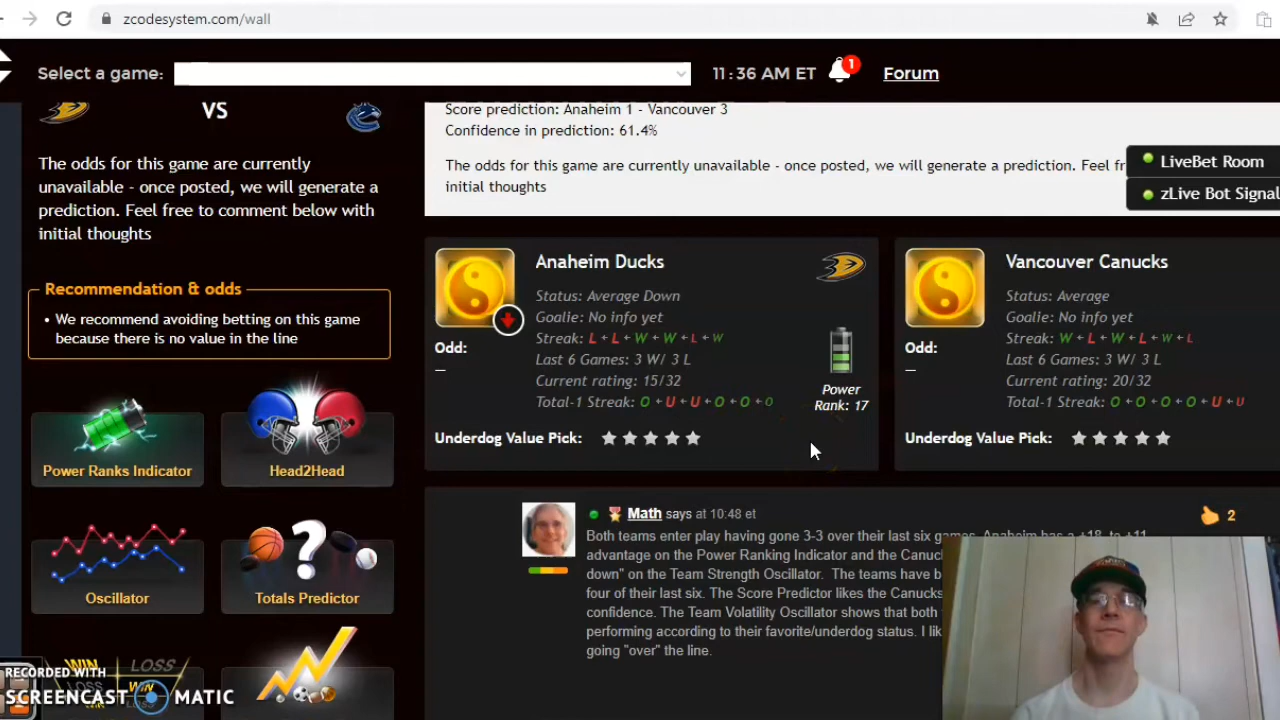 zcodesystem.com/wall
Select a game:
11:36 AM ET
1
Forum
VS
The odds for this game are currently
unavailable - once posted, we will generate a
prediction. Feel free to comment below with
initial thoughts
Recommendation & odds
• We recommend avoiding betting on this game
because there is no value in the line
Power Ranks Indicator
Head2Head
Oscillator
Totals Predictor
WIN LOSS
LOSS WIN
RECORDED WITH
SCREENCAST MATIC
Score prediction: Anaheim 1 - Vancouver 3
Confidence in prediction: 61.4%
The odds for this game are currently unavailable - once posted, we will generate a prediction. Feel
initial thoughts
LiveBet Room
zLive Bot Signal
Anaheim Ducks
Status: Average Down
Goalie: No info yet
Streak: L ← L ← W ← W ← L ← W
Last 6 Games: 3 W/ 3 L
Current rating: 15/32
Total-1 Streak: O ← U ← U ← O ← O ← O
Odd:
—
Power
Rank: 17
Underdog Value Pick:
Vancouver Canucks
Status: Average
Goalie: No info yet
Streak: W ← L ← W ← L ← W ← L
Last 6 Games: 3 W/ 3 L
Current rating: 20/32
Total-1 Streak: O ← O ← O ← O ← U ← U
Odd:
—
Underdog Value Pick:
Math says at 10:48 et
2
Both teams enter play having gone 3-3 over their last six games. Anaheim has a +18 to +11
advantage on the Power Ranking Indicator and the
down" on the Team Strength Oscillator. The teams have
four of their last six. The Score Predictor likes the Canucks
confidence. The Team Volatility Oscillator shows that both
performing according to their favorite/underdog status. I
going "over" the line.